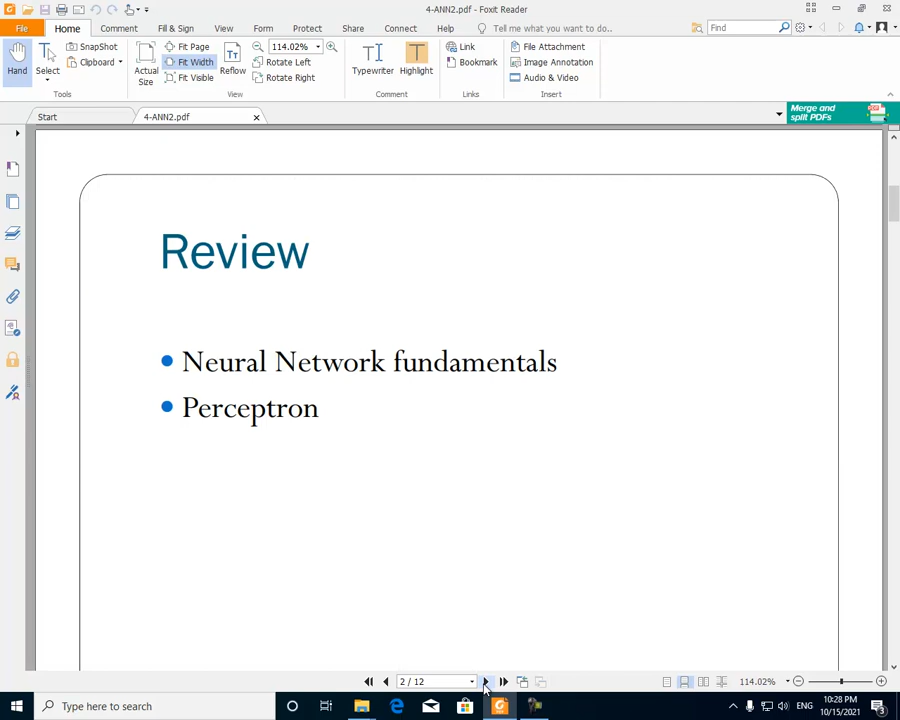 4-ANN2.pdf - Foxit Reader
File Home Comment Fill & Sign View Form Protect Share Connect Help Tell me what you want to do.. Find
Hand Select SnapShot Clipboard Tools
Actual Size Fit Page Fit Width Fit Visible Reflow 114.02% Rotate Left Rotate Right View
Typewriter Highlight Comment
Link Bookmark Links
File Attachment Image Annotation Audio & Video Insert
Start 4-ANN2.pdf
Merge and
split PDFs
Review
Neural Network fundamentals
Perceptron
2 / 12 114.02%
Type here to search
ENG 10:28 PM
10/15/2021
3